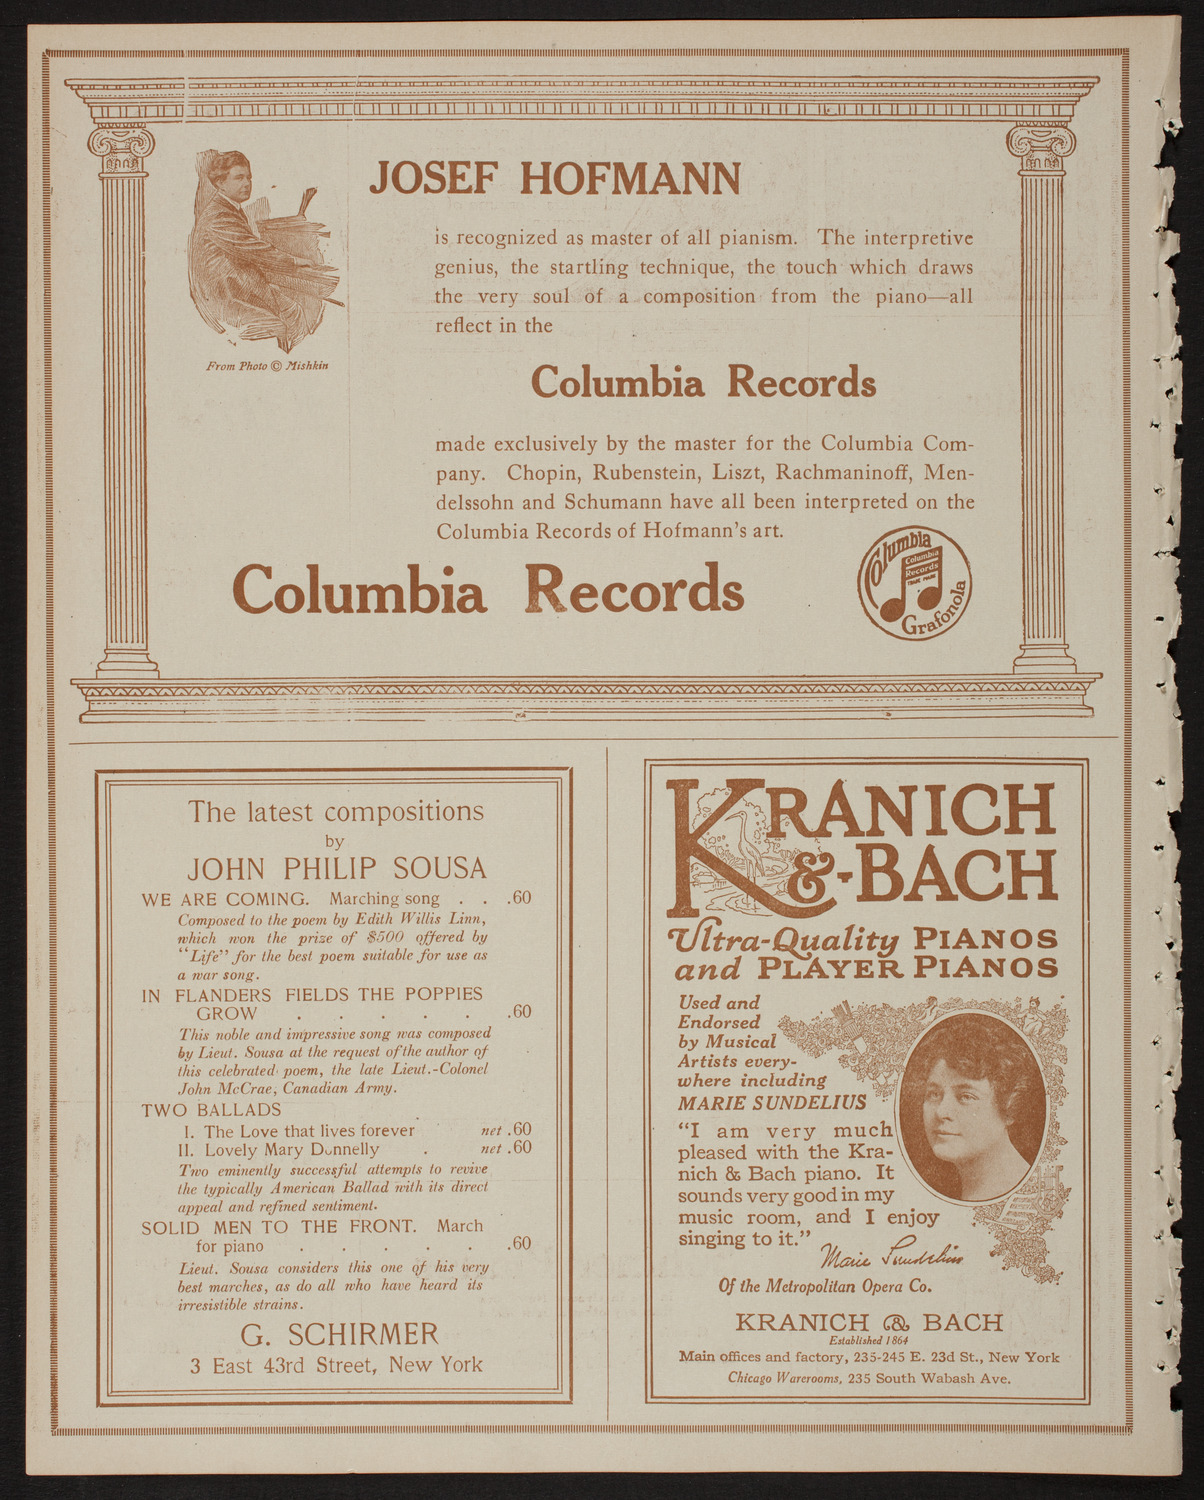 JOSEF HOFMANN
is recognized as master of all pianism. The interpretive
genius, the startling technique, the touch which draws
the very soul of a composition from the piano—all
reflect in the
From Photo © Mishkin
Columbia Records
made exclusively by the master for the Columbia Com-
pany. Chopin, Rubenstein, Liszt, Rachmaninoff, Men-
delssohn and Schumann have all been interpreted on the
Columbia Records of Hofmann's art.
Columbia Records
Columbia
Columbia
Records
TRADE MARK
Grafonola
The latest compositions
by
JOHN PHILIP SOUSA
WE ARE COMING. Marching song . . .60
Composed to the poem by Edith Willis Linn,
which won the prize of $500 offered by
"Life" for the best poem suitable for use as
a war song.
IN FLANDERS FIELDS THE POPPIES
GROW . . . . . .60
This noble and impressive song was composed
by Lieut. Sousa at the request of the author of
this celebrated poem, the late Lieut.-Colonel
John McCrae, Canadian Army.
TWO BALLADS
I. The Love that lives forever net .60
II. Lovely Mary Donnelly . net .60
Two eminently successful attempts to revive
the typically American Ballad with its direct
appeal and refined sentiment.
SOLID MEN TO THE FRONT. March
for piano . . . . . .60
Lieut. Sousa considers this one of his very
best marches, as do all who have heard its
irresistible strains.
G. SCHIRMER
3 East 43rd Street, New York
KRANICH
&-BACH
Ultra-Quality PIANOS
and PLAYER PIANOS
Used and
Endorsed
by Musical
Artists every-
where including
MARIE SUNDELIUS
"I am very much
pleased with the Kra-
nich & Bach piano. It
sounds very good in my
music room, and I enjoy
singing to it."
Marie Sundelius
Of the Metropolitan Opera Co.
KRANICH & BACH
Established 1864
Main offices and factory, 235-245 E. 23d St., New York
Chicago Warerooms, 235 South Wabash Ave.